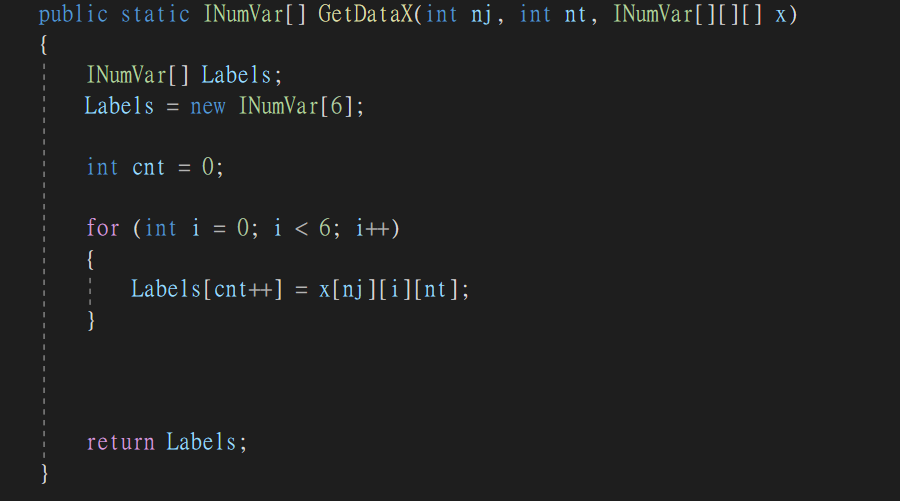 public static INumVar[] GetDataX(int nj, int nt, INumVar[][][] x)
{
INumVar[] Labels;
Labels = new INumVar[6];
int cnt = 0;
for (int i = 0; i < 6; i++)
{
Labels[cnt++] = x[nj][i][nt];
}
return Labels;
}